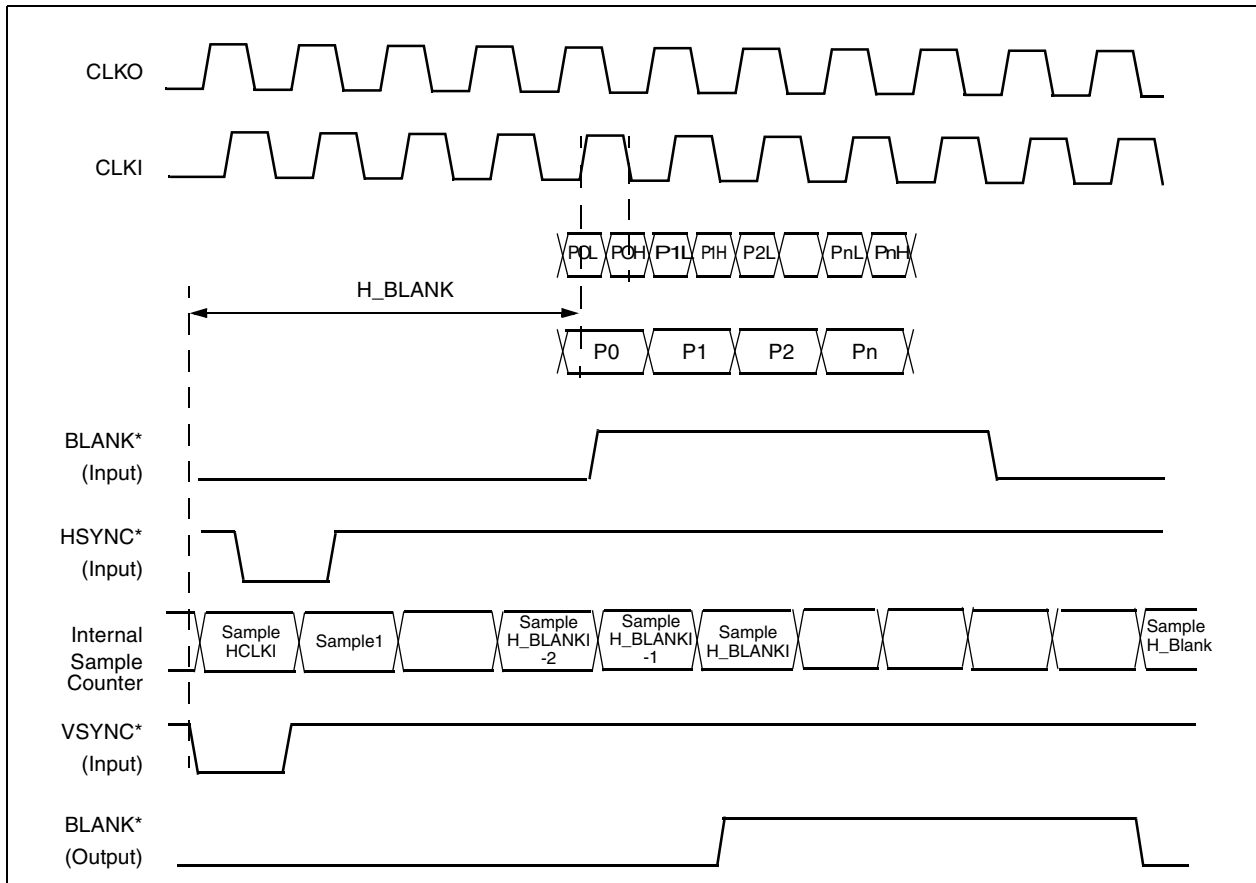 CLKO
CLKI
P0L P0H P1L P1H P2L PnL PnH
H_BLANK
P0 P1 P2 Pn
BLANK*
(Input)
HSYNC*
(Input)
Internal
Sample
Counter
Sample
HCLKI
Sample1
Sample
H_BLANKI
-2
Sample
H_BLANKI
-1
Sample
H_BLANKI
Sample
H_Blank
VSYNC*
(Input)
BLANK*
(Output)